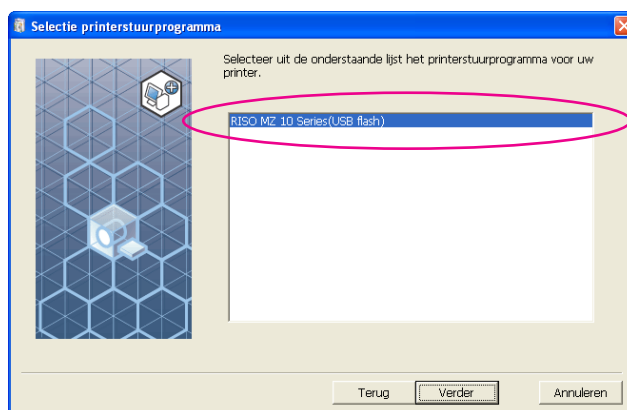 Selectie printerstuurprogramma
Selecteer uit de onderstaande lijst het printerstuurprogramma voor uw
printer.
RISO MZ 10 Series(USB flash)
Terug
Verder
Annuleren